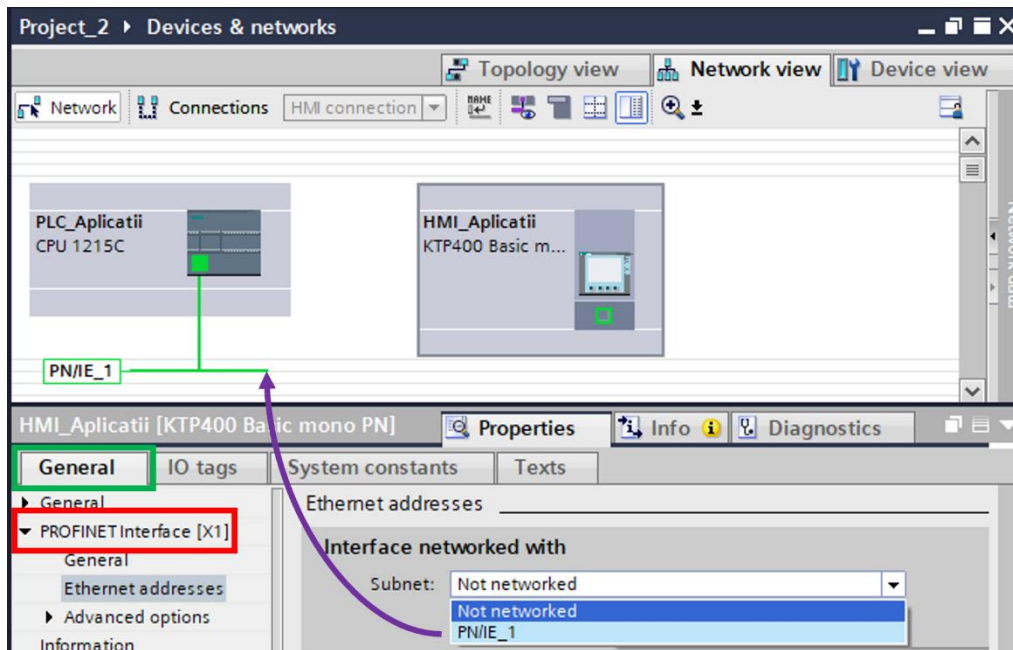 Project_2 ▸ Devices & networks
Topology view Network view Device view
Network Connections HMI connection
PLC_Aplicatii
CPU 1215C
HMI_Aplicatii
KTP400 Basic m...
PN/IE_1
HMI_Aplicatii [KTP400 Basic mono PN] Properties Info Diagnostics
General IO tags System constants Texts
General
PROFINET Interface [X1]
General
Ethernet addresses
Advanced options
Information
Ethernet addresses
Interface networked with
Subnet: Not networked
Not networked
PN/IE_1